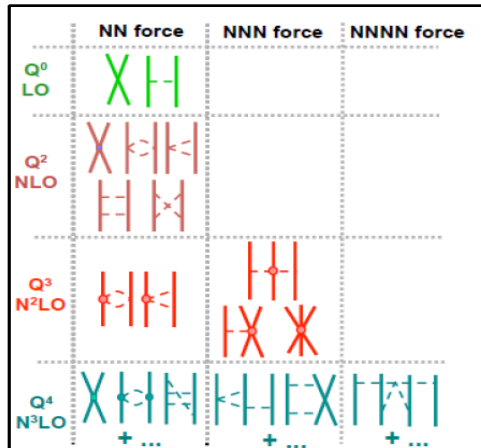 NN force NNN force NNNN force
Q⁰
LO
Q²
NLO
Q³
N²LO
Q⁴
N³LO
+ ... + ... + ...